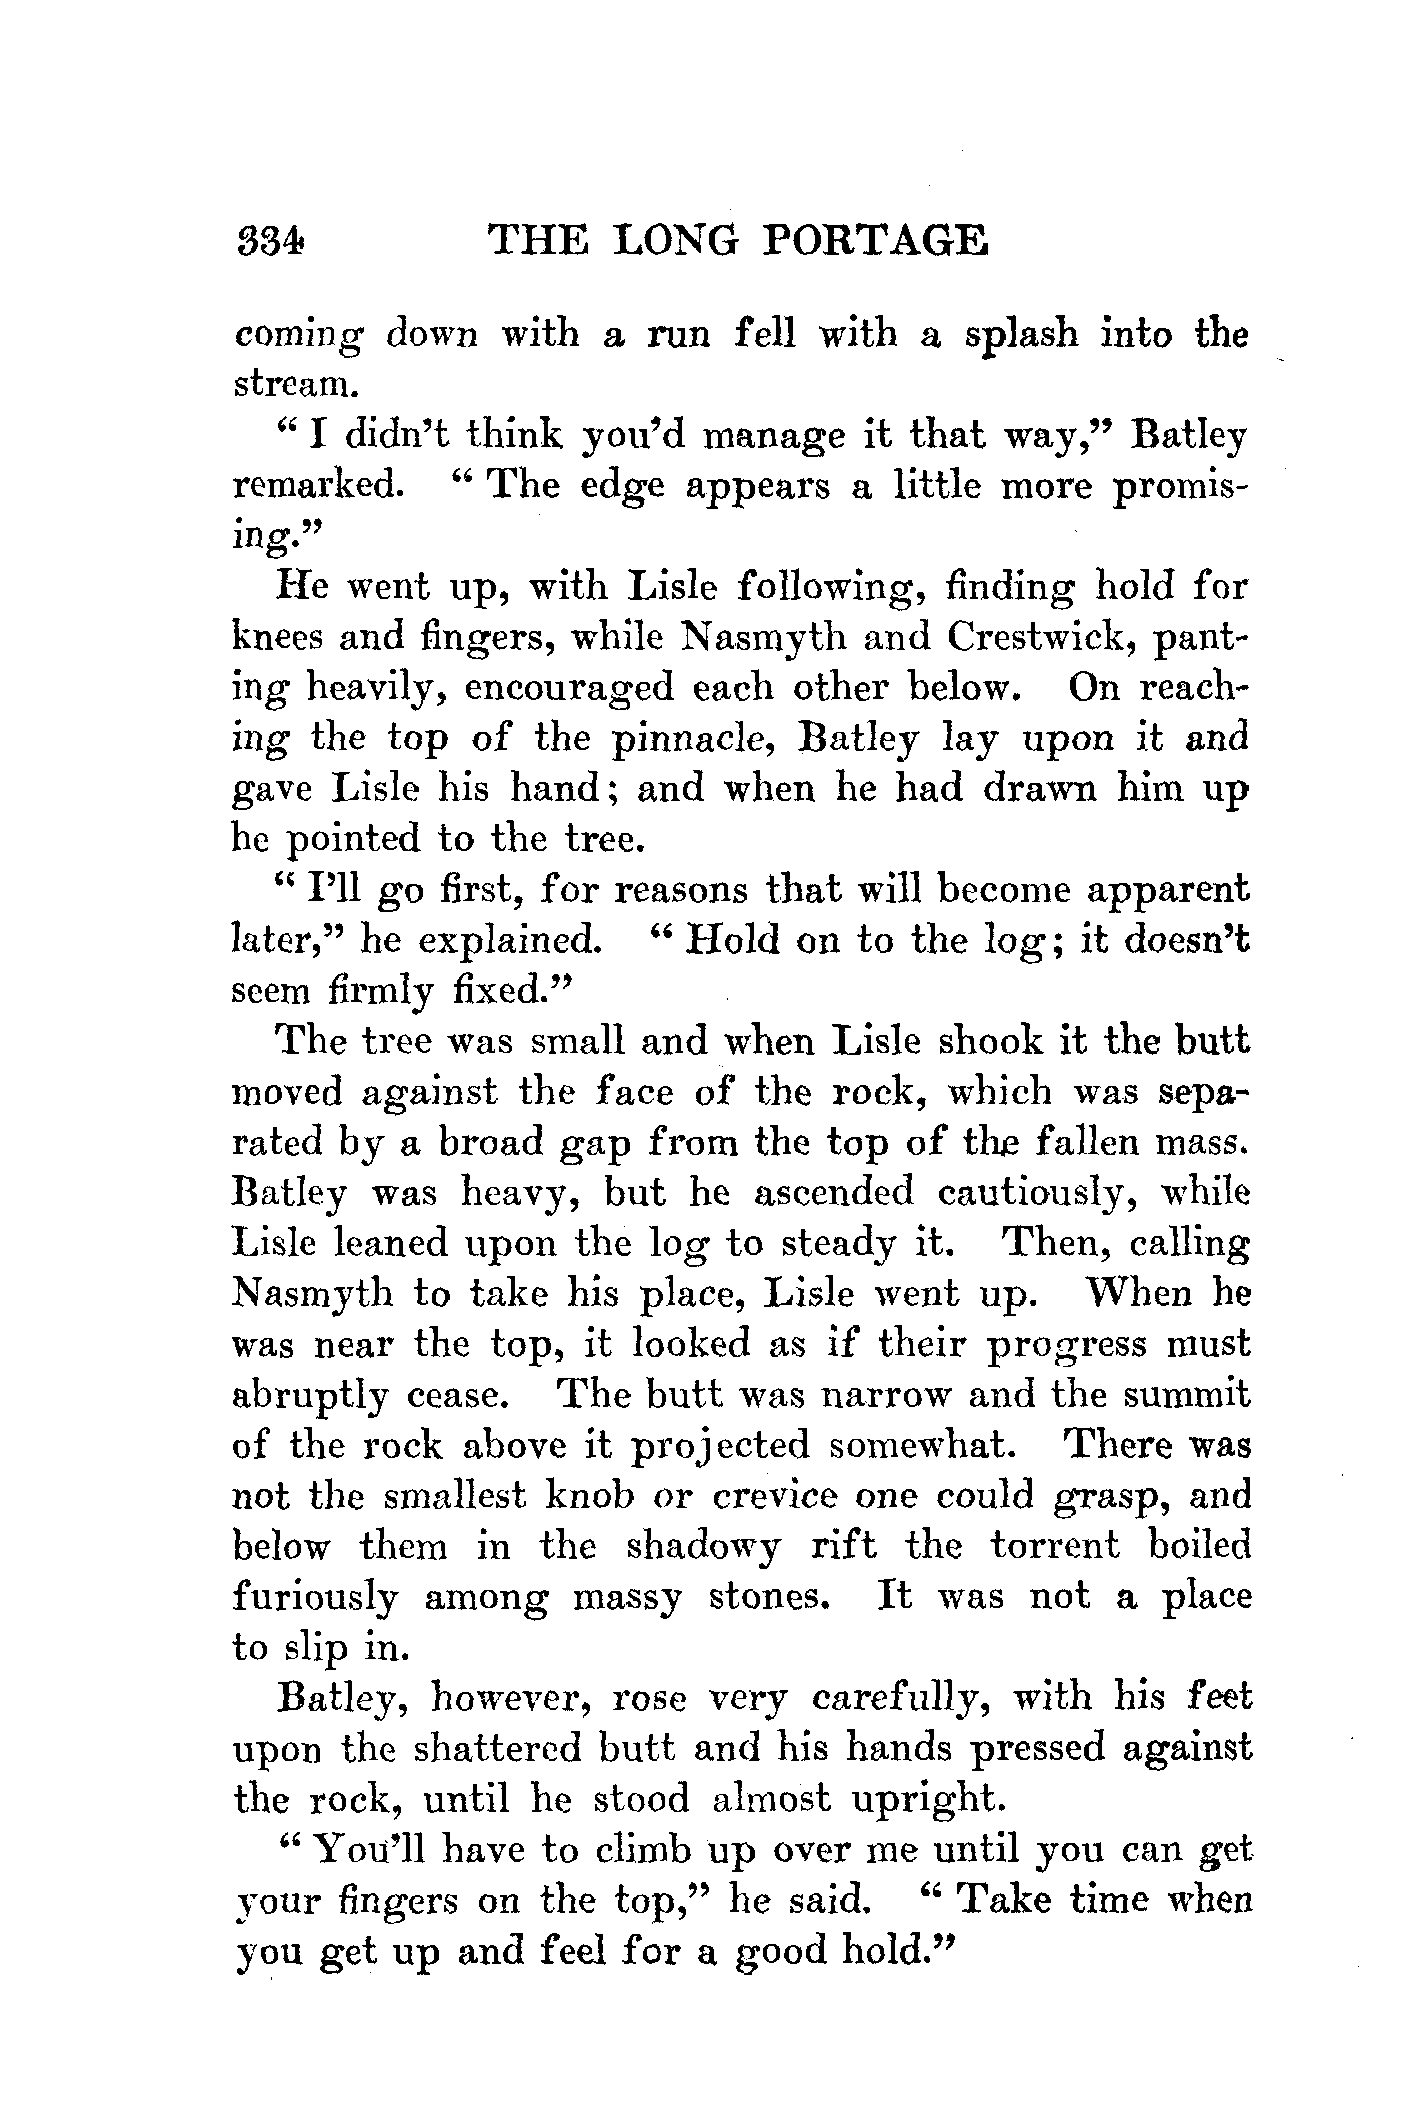 334 THE LONG PORTAGE
coming down with a run fell with a splash into the
stream.
“ I didn’t think you’d manage it that way,” Batley
remarked. “ The edge appears a little more promis-
ing.”
He went up, with Lisle following, finding hold for
knees and fingers, while Nasmyth and Crestwick, pant-
ing heavily, encouraged each other below. On reach-
ing the top of the pinnacle, Batley lay upon it and
gave Lisle his hand; and when he had drawn him up
he pointed to the tree.
“ I’ll go first, for reasons that will become apparent
later,” he explained. “ Hold on to the log; it doesn’t
seem firmly fixed.”
The tree was small and when Lisle shook it the butt
moved against the face of the rock, which was sepa-
rated by a broad gap from the top of the fallen mass.
Batley was heavy, but he ascended cautiously, while
Lisle leaned upon the log to steady it. Then, calling
Nasmyth to take his place, Lisle went up. When he
was near the top, it looked as if their progress must
abruptly cease. The butt was narrow and the summit
of the rock above it projected somewhat. There was
not the smallest knob or crevice one could grasp, and
below them in the shadowy rift the torrent boiled
furiously among massy stones. It was not a place
to slip in.
Batley, however, rose very carefully, with his feet
upon the shattered butt and his hands pressed against
the rock, until he stood almost upright.
“ You’ll have to climb up over me until you can get
your fingers on the top,” he said. “ Take time when
you get up and feel for a good hold.”